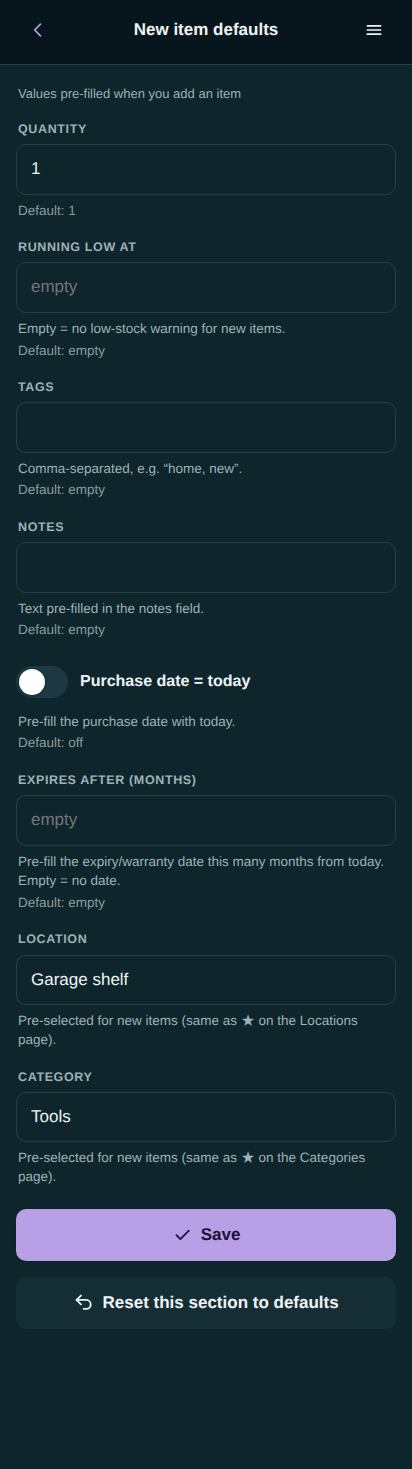 New item defaults
Values pre-filled when you add an item
QUANTITY
1
Default: 1
RUNNING LOW AT
empty
Empty = no low-stock warning for new items.
Default: empty
TAGS
Comma-separated, e.g. “home, new”.
Default: empty
NOTES
Text pre-filled in the notes field.
Default: empty
Purchase date = today
Pre-fill the purchase date with today.
Default: off
EXPIRES AFTER (MONTHS)
empty
Pre-fill the expiry/warranty date this many months from today.
Empty = no date.
Default: empty
LOCATION
Garage shelf
Pre-selected for new items (same as ★ on the Locations
page).
CATEGORY
Tools
Pre-selected for new items (same as ★ on the Categories
page).
Save
Reset this section to defaults